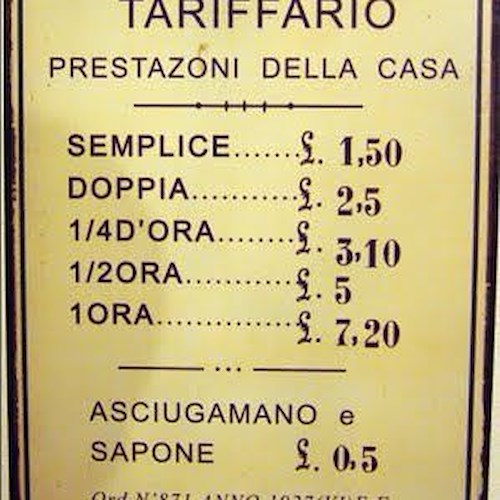 TARIFFARIO
PRESTAZONI DELLA CASA
SEMPLICE.......£. 1,50
DOPPIA...........£. 2,5
1/4D'ORA........£. 3,10
1/2ORA...........£. 5
1ORA..............£. 7,20
ASCIUGAMANO e
SAPONE £. 0,5